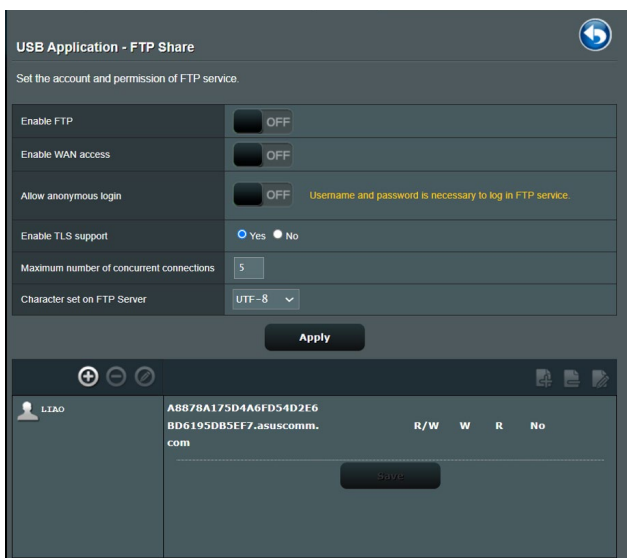 USB Application - FTP Share
Set the account and permission of FTP service.
Enable FTP
OFF
Enable WAN access
OFF
Allow anonymous login
OFF
Username and password is necessary to log in FTP service.
Enable TLS support
Yes No
Maximum number of concurrent connections
5
Character set on FTP Server
UTF-8
Apply
LIAO
A8878A175D4A6FD54D2E6
BD6195DB5EF7.asuscomm.
com
R/W W R No
Save